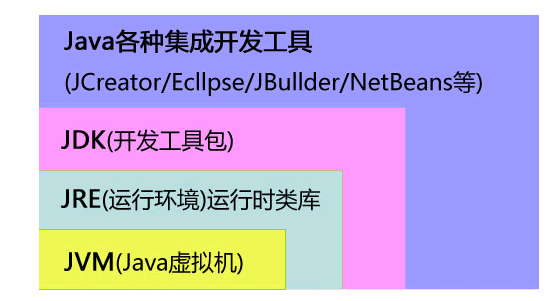 Java各种集成开发工具
(JCreator/Ecllpse/JBullder/NetBeans等)
JDK(开发工具包)
JRE(运行环境)运行时类库
JVM(Java虚拟机)